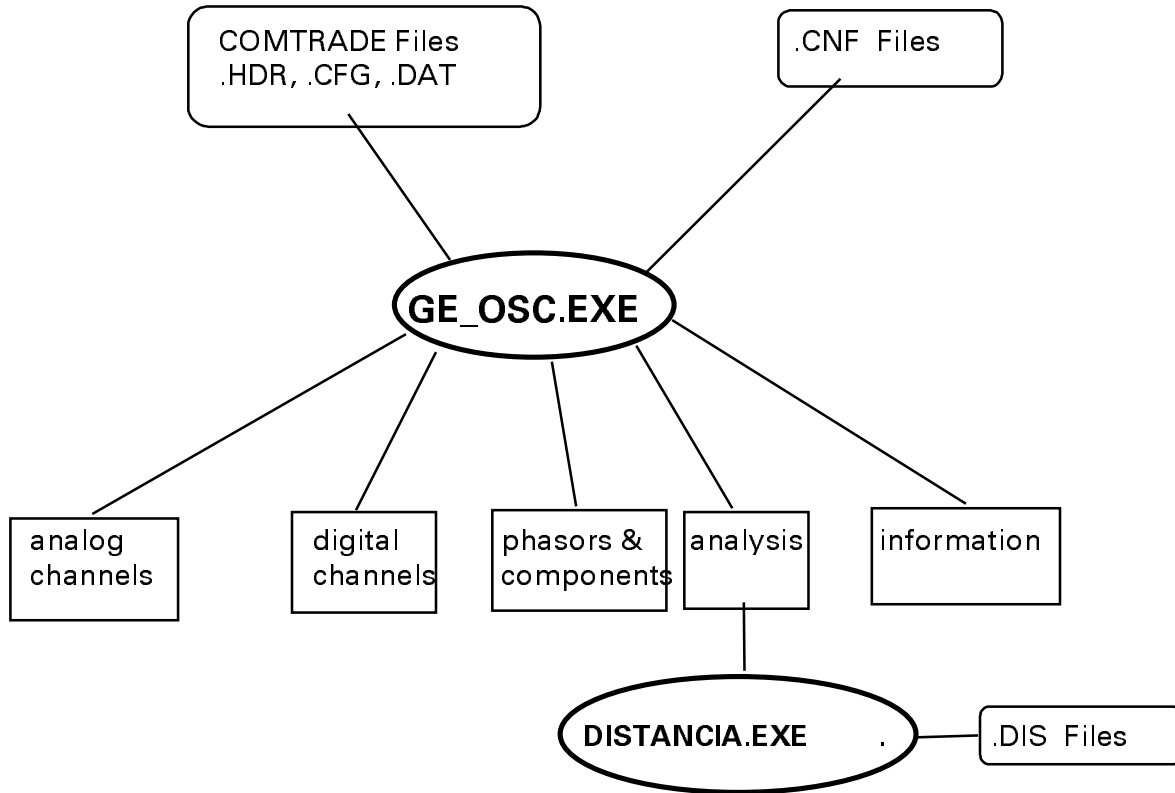 COMTRADE Files
.HDR, .CFG, .DAT
.CNF Files
GE_OSC.EXE
analog
channels
digital
channels
phasors &
components
analysis
information
DISTANCIA.EXE .
.DIS Files